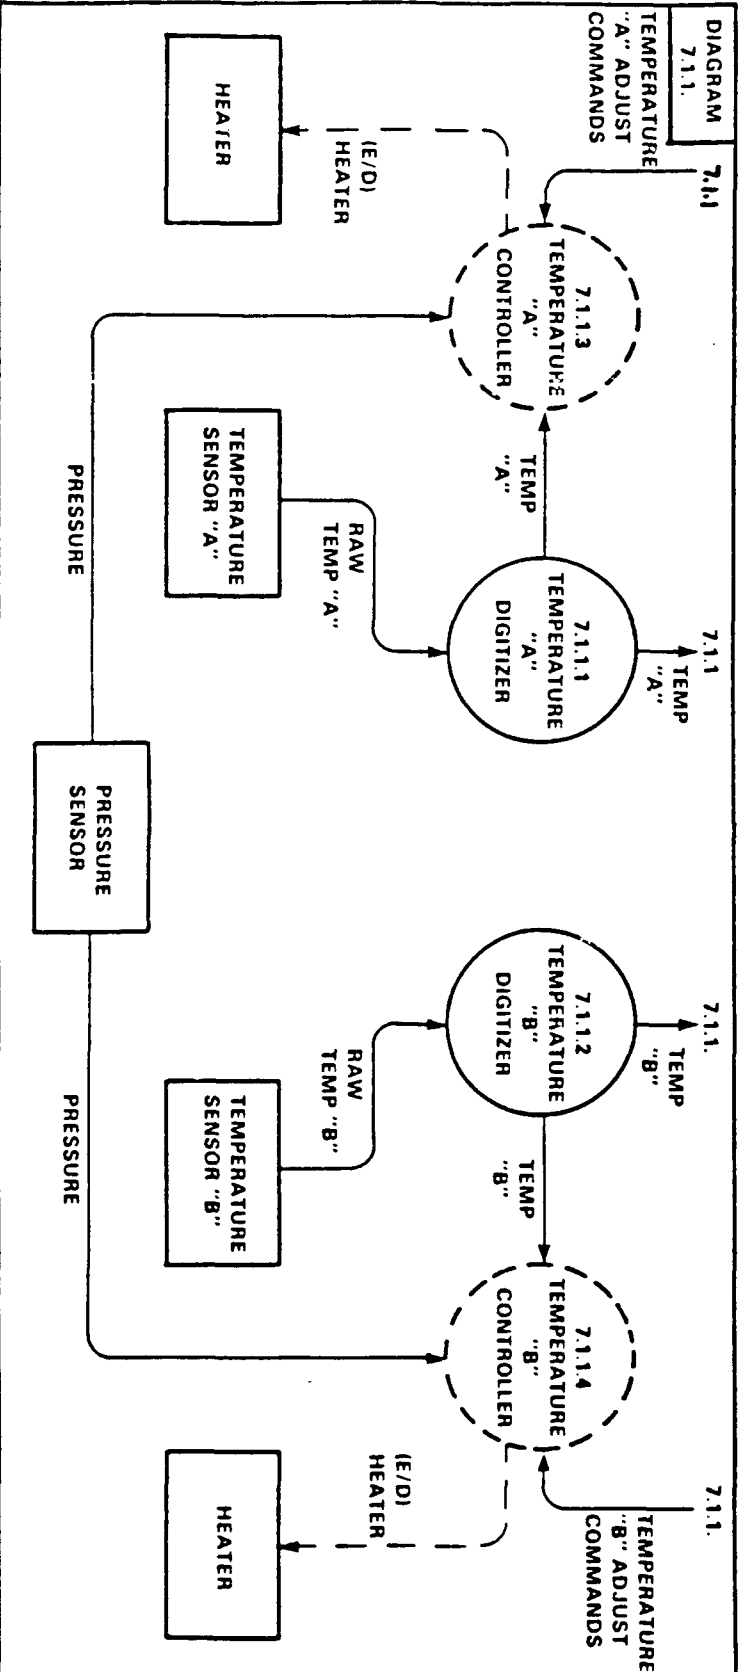 DIAGRAM
7.1.1.
TEMPERATURE
"A" ADJUST
COMMANDS
7.1.1
7.1.1
TEMP
"A"
7.1.1.
TEMP
"B"
7.1.1.
TEMPERATURE
"B" ADJUST
COMMANDS
7.1.1.3
TEMPERATURE
"A"
CONTROLLER
TEMP
"A"
7.1.1.1
TEMPERATURE
"A"
DIGITIZER
7.1.1.2
TEMPERATURE
"B"
DIGITIZER
TEMP
"B"
7.1.1.4
TEMPERATURE
"B"
CONTROLLER
(E/D)
HEATER
RAW
TEMP "A"
RAW
TEMP "B"
(E/D)
HEATER
HEATER
TEMPERATURE
SENSOR "A"
TEMPERATURE
SENSOR "B"
HEATER
PRESSURE
PRESSURE
SENSOR
PRESSURE